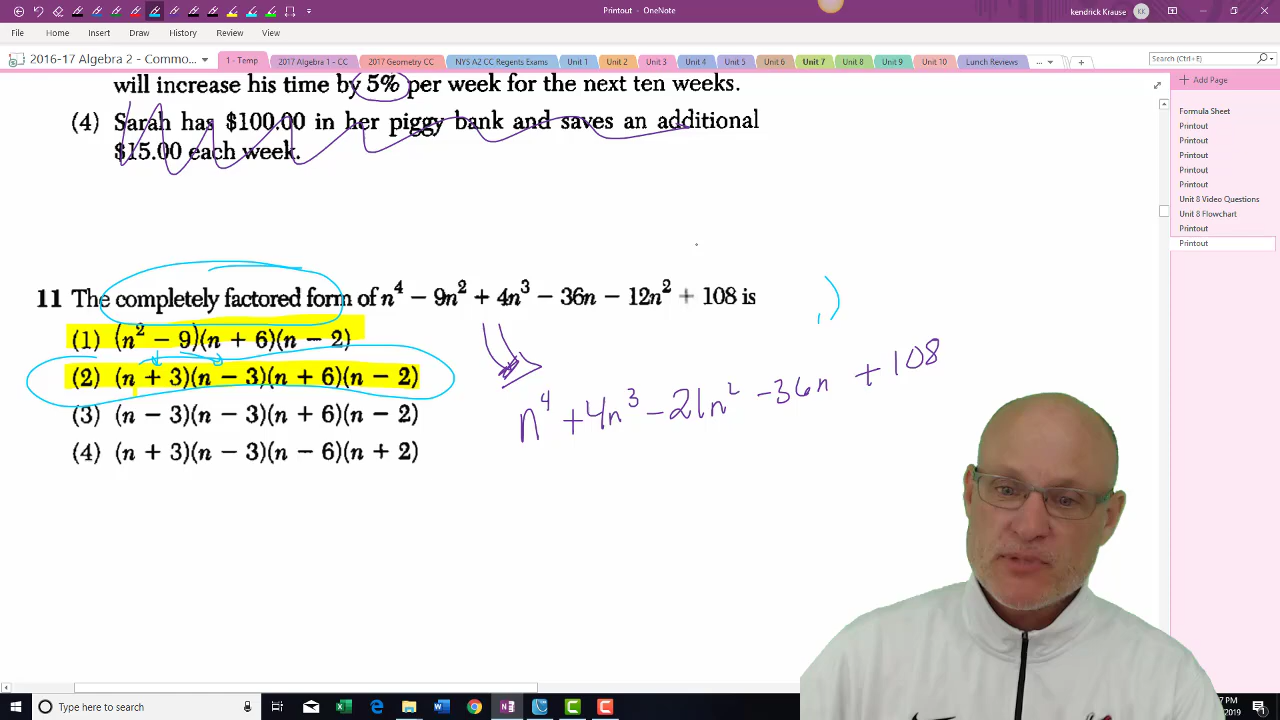 Printout - OneNote
kendrick Krause KK
File Home Insert Draw History Review View
2016-17 Algebra 2 - Commo... 1 - Temp 2017 Algebra 1 - CC 2017 Geometry CC NYS A2 CC Regents Exams Unit 1 Unit 2 Unit 3 Unit 4 Unit 5 Unit 6 Unit 7 Unit 8 Unit 9 Unit 10 Lunch Reviews ... Search (Ctrl+E)
will increase his time by 5% per week for the next ten weeks.
(4) Sarah has $100.00 in her piggy bank and saves an additional
$15.00 each week.
11 The completely factored form of n⁴ − 9n² + 4n³ − 36n − 12n² + 108 is
(1) (n² − 9)(n + 6)(n − 2)
(2) (n + 3)(n − 3)(n + 6)(n − 2)
(3) (n − 3)(n − 3)(n + 6)(n − 2)
(4) (n + 3)(n − 3)(n − 6)(n + 2)
n⁴ + 4n³ − 21n² − 36n + 108
Add Page
Formula Sheet
Printout
Printout
Printout
Printout
Printout
Unit 8 Video Questions
Unit 8 Flowchart
Printout
Printout
Type here to search